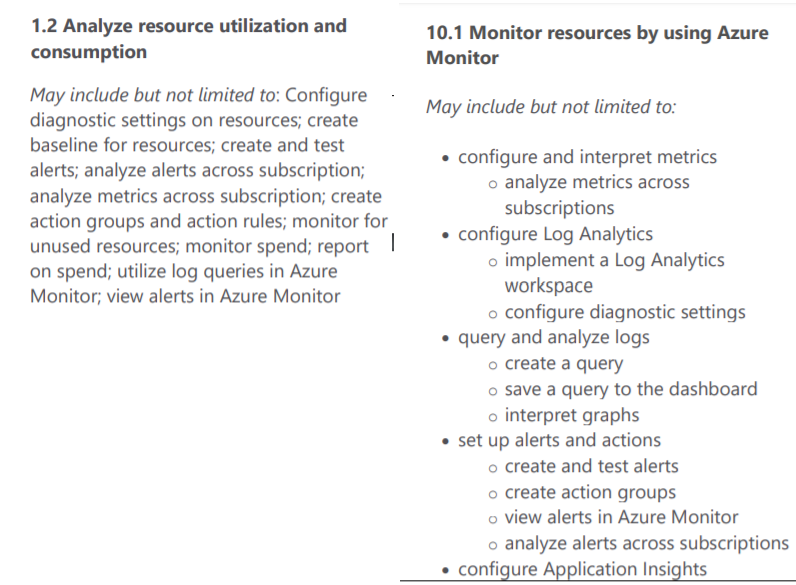 1.2 Analyze resource utilization and
consumption
May include but not limited to: Configure
diagnostic settings on resources; create
baseline for resources; create and test
alerts; analyze alerts across subscription;
analyze metrics across subscription; create
action groups and action rules; monitor for
unused resources; monitor spend; report
on spend; utilize log queries in Azure
Monitor; view alerts in Azure Monitor
10.1 Monitor resources by using Azure
Monitor
May include but not limited to:
• configure and interpret metrics
o analyze metrics across
subscriptions
• configure Log Analytics
o implement a Log Analytics
workspace
o configure diagnostic settings
• query and analyze logs
o create a query
o save a query to the dashboard
o interpret graphs
• set up alerts and actions
o create and test alerts
o create action groups
o view alerts in Azure Monitor
o analyze alerts across subscriptions
• configure Application Insights